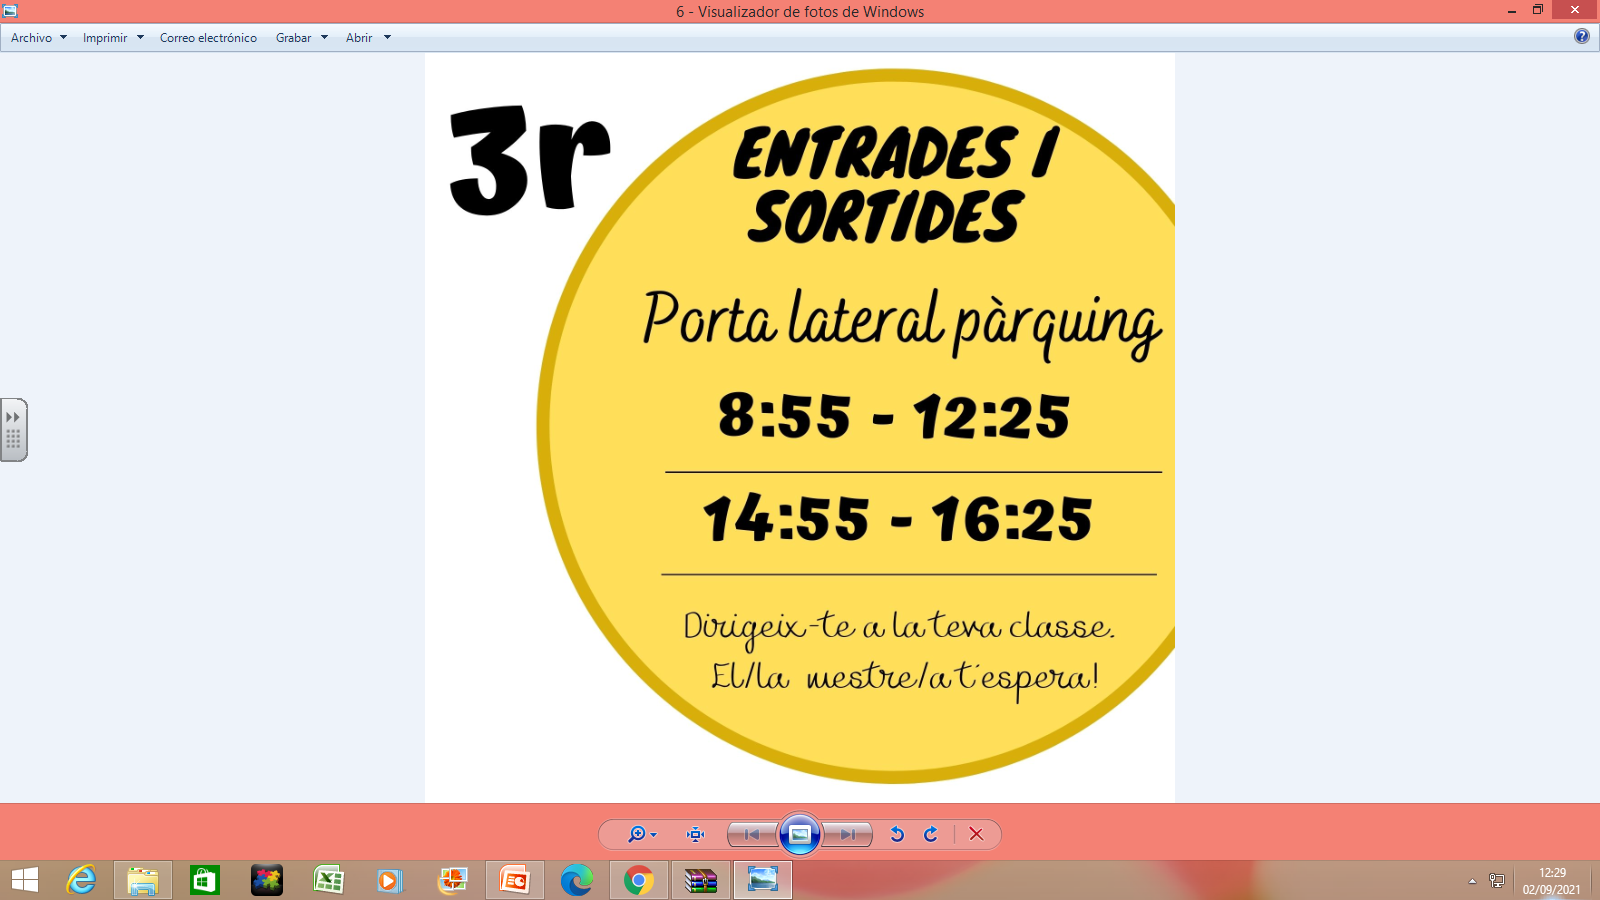 6 - Visualizador de fotos de Windows
Archivo Imprimir Correo electrónico Grabar Abrir
3r
ENTRADES I
SORTIDES
Porta lateral pàrquing
8:55 - 12:25
14:55 - 16:25
Dirigeix-te a la teva classe.
El/la mestre/a t'espera!
12:29
02/09/2021